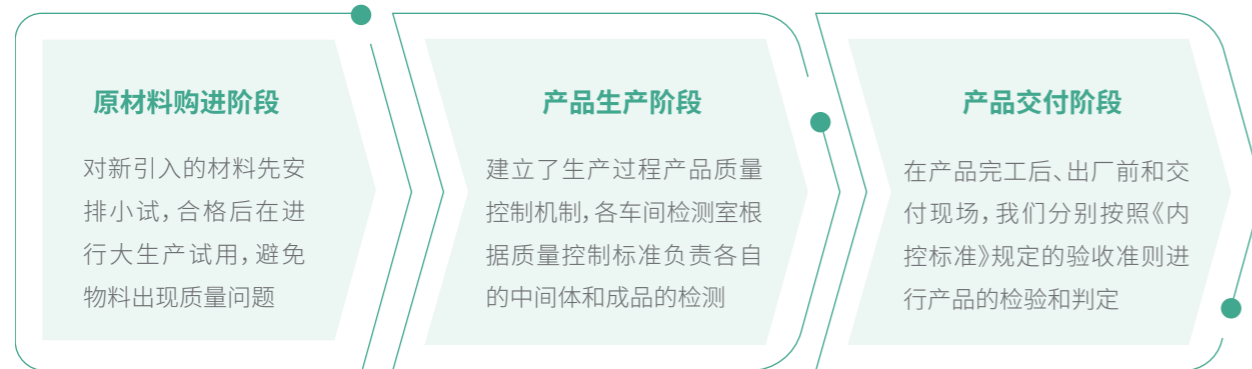 原材料购进阶段
对新引入的材料先安
排小试，合格后在进
行大生产试用，避免
物料出现质量问题
产品生产阶段
建立了生产过程产品质量
控制机制，各车间检测室根
据质量控制标准负责各自
的中间体和成品的检测
产品交付阶段
在产品完工后、出厂前和交
付现场，我们分别按照《内
控标准》规定的验收准则进
行产品的检验和判定